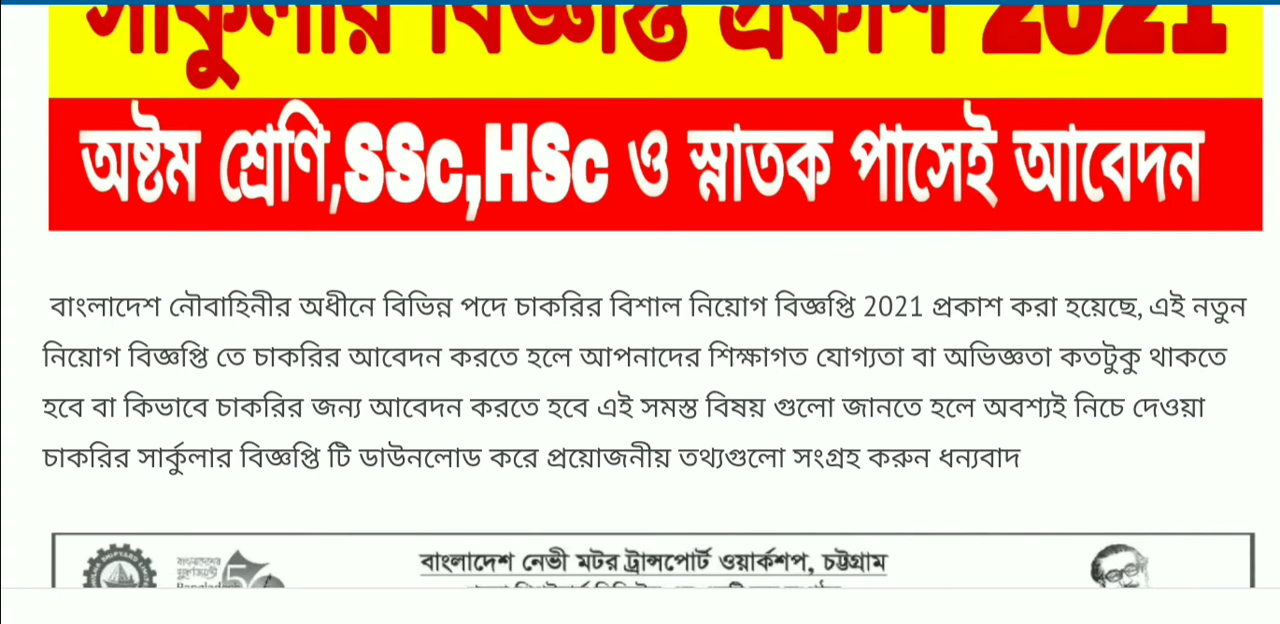 সার্কুলার বিজ্ঞপ্তি প্রকাশ 2021
অষ্টম শ্রেণি,SSc,HSc ও স্নাতক পাসেই আবেদন
বাংলাদেশ নৌবাহিনীর অধীনে বিভিন্ন পদে চাকরির বিশাল নিয়োগ বিজ্ঞপ্তি 2021 প্রকাশ করা হয়েছে, এই নতুন
নিয়োগ বিজ্ঞপ্তি তে চাকরির আবেদন করতে হলে আপনাদের শিক্ষাগত যোগ্যতা বা অভিজ্ঞতা কতটুকু থাকতে
হবে বা কিভাবে চাকরির জন্য আবেদন করতে হবে এই সমস্ত বিষয় গুলো জানতে হলে অবশ্যই নিচে দেওয়া
চাকরির সার্কুলার বিজ্ঞপ্তি টি ডাউনলোড করে প্রয়োজনীয় তথ্যগুলো সংগ্রহ করুন ধন্যবাদ
বাংলাদেশ নেভী মটর ট্রান্সপোর্ট ওয়ার্কশপ, চট্টগ্রাম